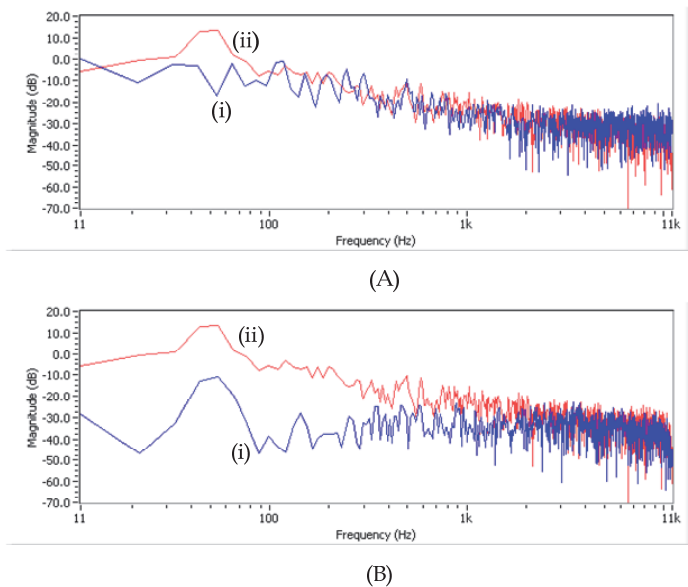 20.0
10.0
0.0
-10.0
-20.0
-30.0
-40.0
-50.0
-60.0
-70.0
Magnitude (dB)
(ii)
(i)
11
100
1k
11k
Frequency (Hz)
(A)
20.0
10.0
0.0
-10.0
-20.0
-30.0
-40.0
-50.0
-60.0
-70.0
Magnitude (dB)
(ii)
(i)
11
100
1k
11k
Frequency (Hz)
(B)